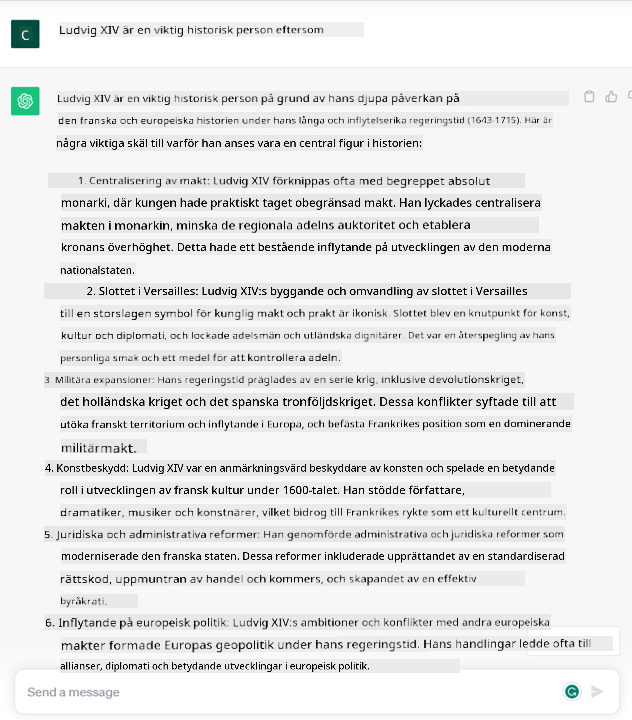 C
Ludvig XIV är en viktig historisk person eftersom
Ludvig XIV är en viktig historisk person på grund av hans djupa påverkan på
den franska och europeiska historien under hans långa och inflytelserika regeringstid (1643-1715). Här är
några viktiga skäl till varför han anses vara en central figur i historien:
1. Centralisering av makt: Ludvig XIV förknippas ofta med begreppet absolut
monarki, där kungen hade praktiskt taget obegränsad makt. Han lyckades centralisera
makten i monarkin, minska de regionala adelns auktoritet och etablera
kronans överhöghet. Detta hade ett bestående inflytande på utvecklingen av den moderna
nationalstaten.
2. Slottet i Versailles: Ludvig XIV:s byggande och omvandling av slottet i Versailles
till en storslagen symbol för kunglig makt och prakt är ikonisk. Slottet blev en knutpunkt för konst,
kultur och diplomati, och lockade adelsmän och utländska dignitärer. Det var en återspegling av hans
personliga smak och ett medel för att kontrollera adeln.
3. Militära expansioner: Hans regeringstid präglades av en serie krig, inklusive devolutionskriget,
det holländska kriget och det spanska tronföljdskriget. Dessa konflikter syftade till att
utöka franskt territorium och inflytande i Europa, och befästa Frankrikes position som en dominerande
militärmakt.
4. Konstbeskydd: Ludvig XIV var en anmärkningsvärd beskyddare av konsten och spelade en betydande
roll i utvecklingen av fransk kultur under 1600-talet. Han stödde författare,
dramatiker, musiker och konstnärer, vilket bidrog till Frankrikes rykte som ett kulturellt centrum.
5. Juridiska och administrativa reformer: Han genomförde administrativa och juridiska reformer som
moderniserade den franska staten. Dessa reformer inkluderade upprättandet av en standardiserad
rättskod, uppmuntran av handel och kommers, och skapandet av en effektiv
byråkrati.
6. Inflytande på europeisk politik: Ludvig XIV:s ambitioner och konflikter med andra europeiska
makter formade Europas geopolitik under hans regeringstid. Hans handlingar ledde ofta till
allianser, diplomati och betydande utvecklingar i europeisk politik.
Send a message